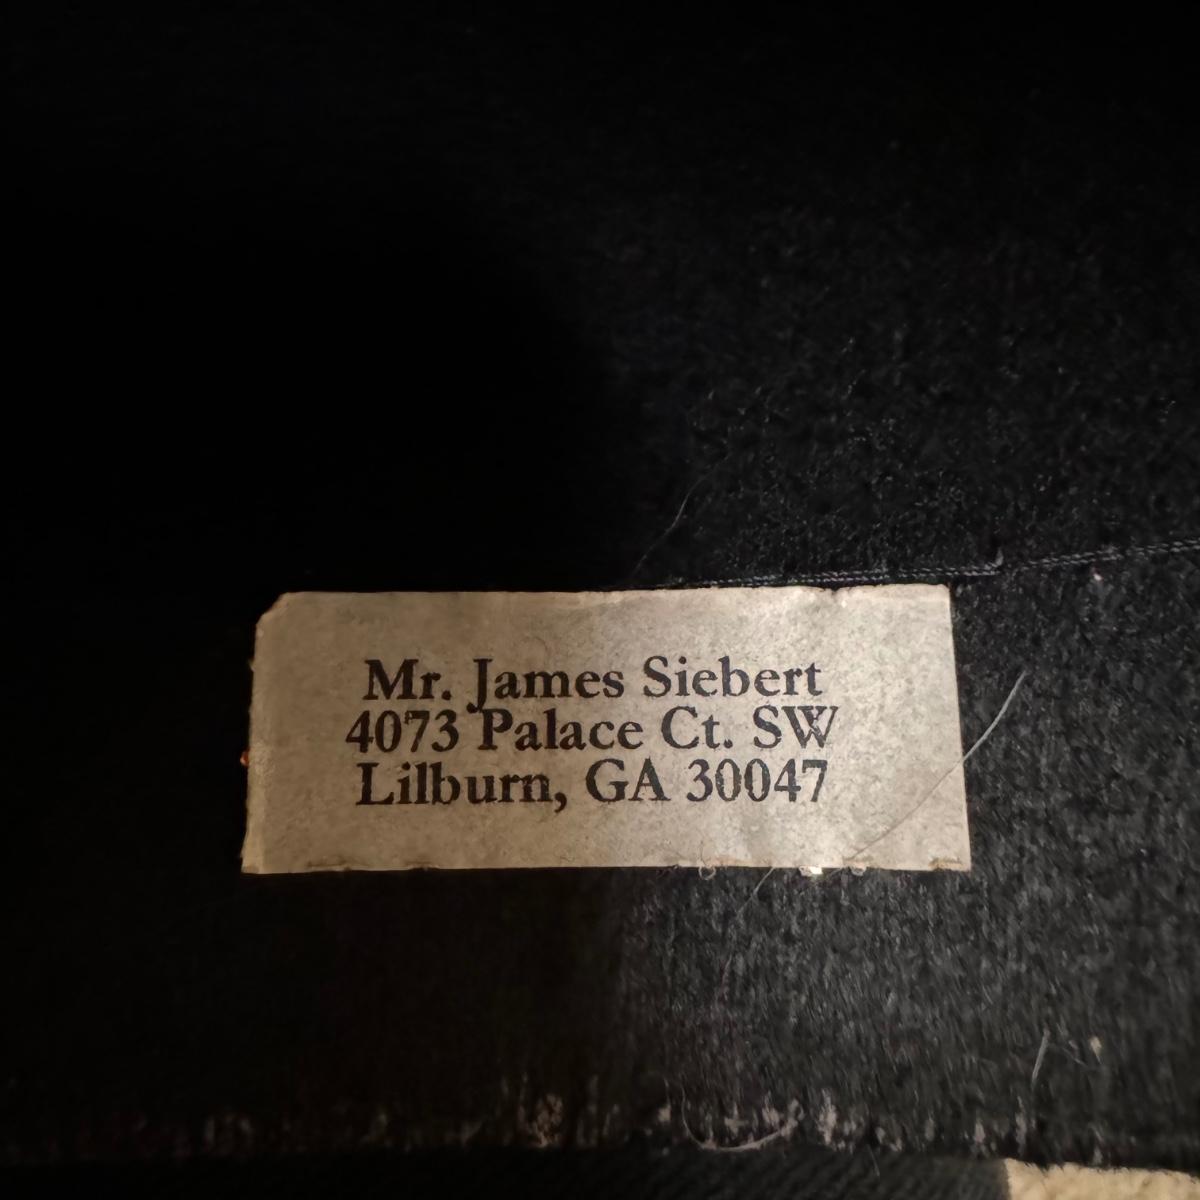 Mr. James Siebert
4073 Palace Ct. SW
Lilburn, GA 30047